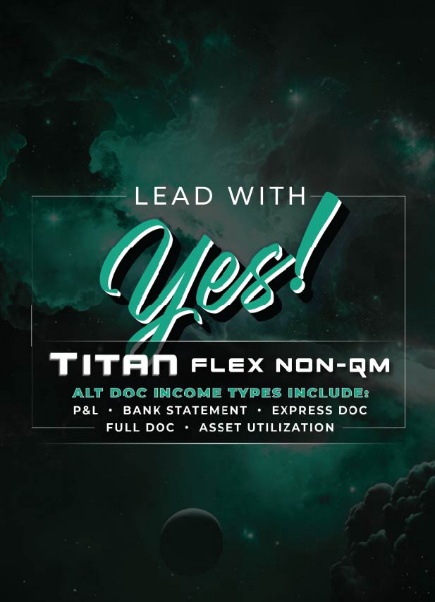 LEAD WITH
Yes!
TITAN FLEX NON-QM
ALT DOC INCOME TYPES INCLUDE:
P&L • BANK STATEMENT • EXPRESS DOC
FULL DOC • ASSET UTILIZATION